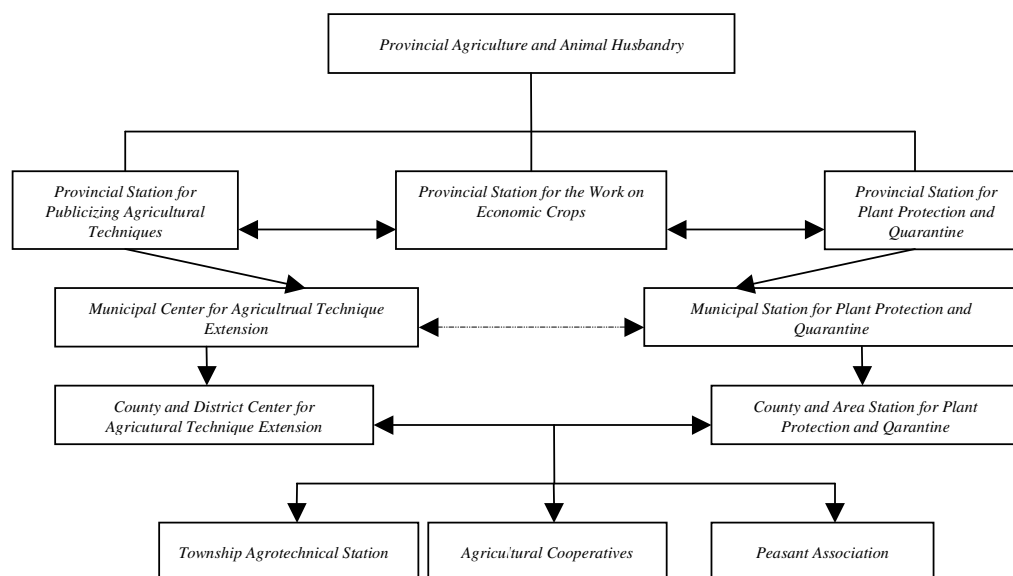 Provincial Agriculture and Animal Husbandry
Provincial Station for
Publicizing Agricultural
Techniques
Provincial Station for the Work on
Economic Crops
Provincial Station for
Plant Protection and
Quarantine
Municipal Center for Agricultrual Technique
Extension
Municipal Station for Plant Protection and
Quarantine
County and District Center for
Agricutural Technique Extension
County and Area Station for Plant
Protection and Qarantine
Township Agrotechnical Station
Agricultural Cooperatives
Peasant Association